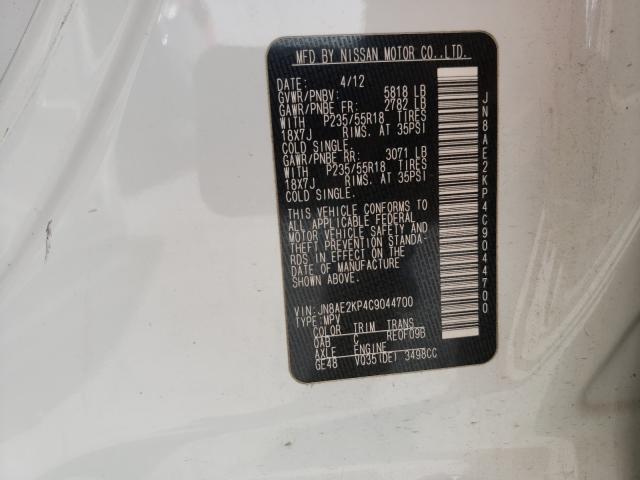 MFD BY NISSAN MOTOR CO.,LTD.
DATE: 4/12
GVWR/PNBV: 5818 LB
GAWR/PNBE FR: 2782 LB
WITH P235/55R18 TIRES
18X7J RIMS. AT 35PSI
COLD SINGLE.
GAWR/PNBE RR: 3071 LB
WITH P235/55R18 TIRES
18X7J RIMS. AT 35PSI
COLD SINGLE.
THIS VEHICLE CONFORMS TO
ALL APPLICABLE FEDERAL
MOTOR VEHICLE SAFETY AND
THEFT PREVENTION STANDA-
RDS IN EFFECT ON THE
DATE OF MANUFACTURE
SHOWN ABOVE.
VIN: JN8AE2KP4C9044700
TYPE: MPV
COLOR TRIM TRANS
QAB C RE0F09B
AXLE ENGINE
GE48 VQ35(DE) 3498CC
JN8AE2KP4C9044700